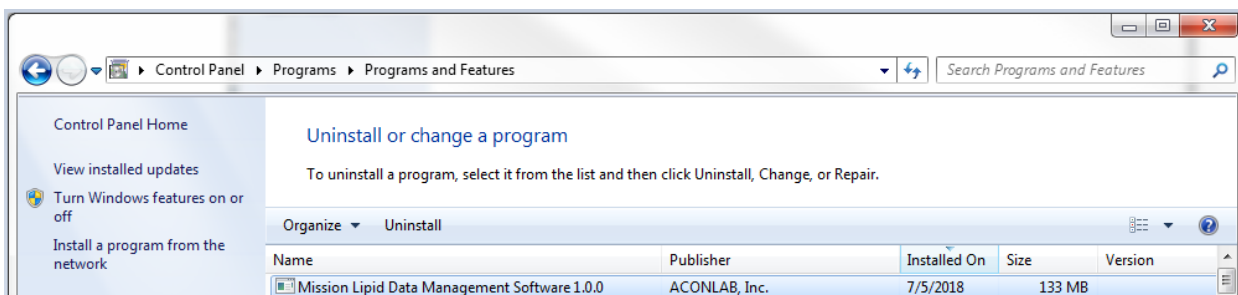 Control Panel Programs Programs and Features
Search Programs and Features
Control Panel Home
View installed updates
Turn Windows features on or
off
Install a program from the
network
Uninstall or change a program
To uninstall a program, select it from the list and then click Uninstall, Change, or Repair.
Organize Uninstall
Name Publisher Installed On Size Version
Mission Lipid Data Management Software 1.0.0 ACONLAB, Inc. 7/5/2018 133 MB